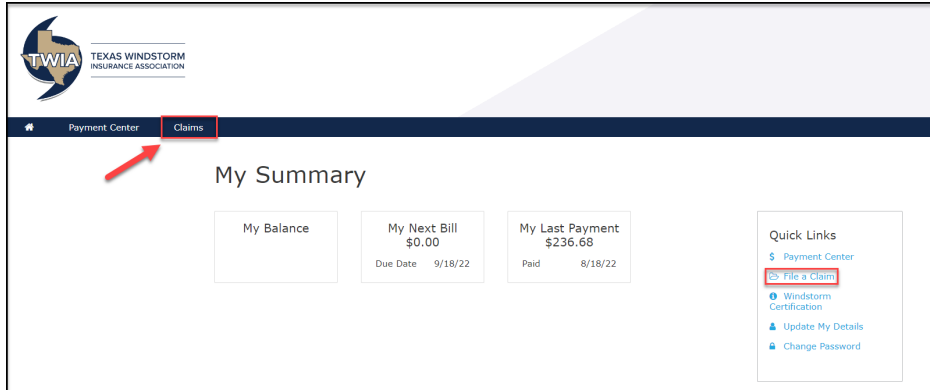 TWIA
TEXAS WINDSTORM
INSURANCE ASSOCIATION
Payment Center Claims
My Summary
My Balance
My Next Bill
$0.00
Due Date 9/18/22
My Last Payment
$236.68
Paid 8/18/22
Quick Links
$ Payment Center
File a Claim
Windstorm
Certification
Update My Details
Change Password